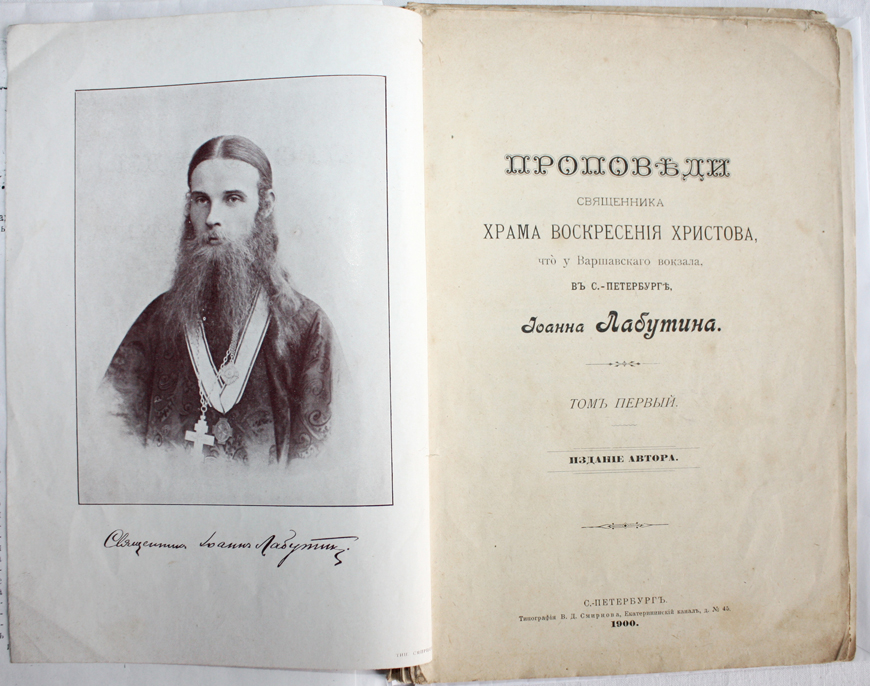 Священникъ Іоаннъ Лабутинъ
ПРОПОВѢДИ
СВЯЩЕННИКА
ХРАМА ВОСКРЕСЕНІЯ ХРИСТОВА,
что̀ у Варшавскаго вокзала,
ВЪ С.-ПЕТЕРБУРГѢ,
Іоанна Лабутина.
ТОМЪ ПЕРВЫЙ.
ИЗДАНІЕ АВТОРА.
С.-ПЕТЕРБУРГЪ.
Типографія В. Д. Смирнова, Екатерининскій каналъ, д. № 45.
1900.